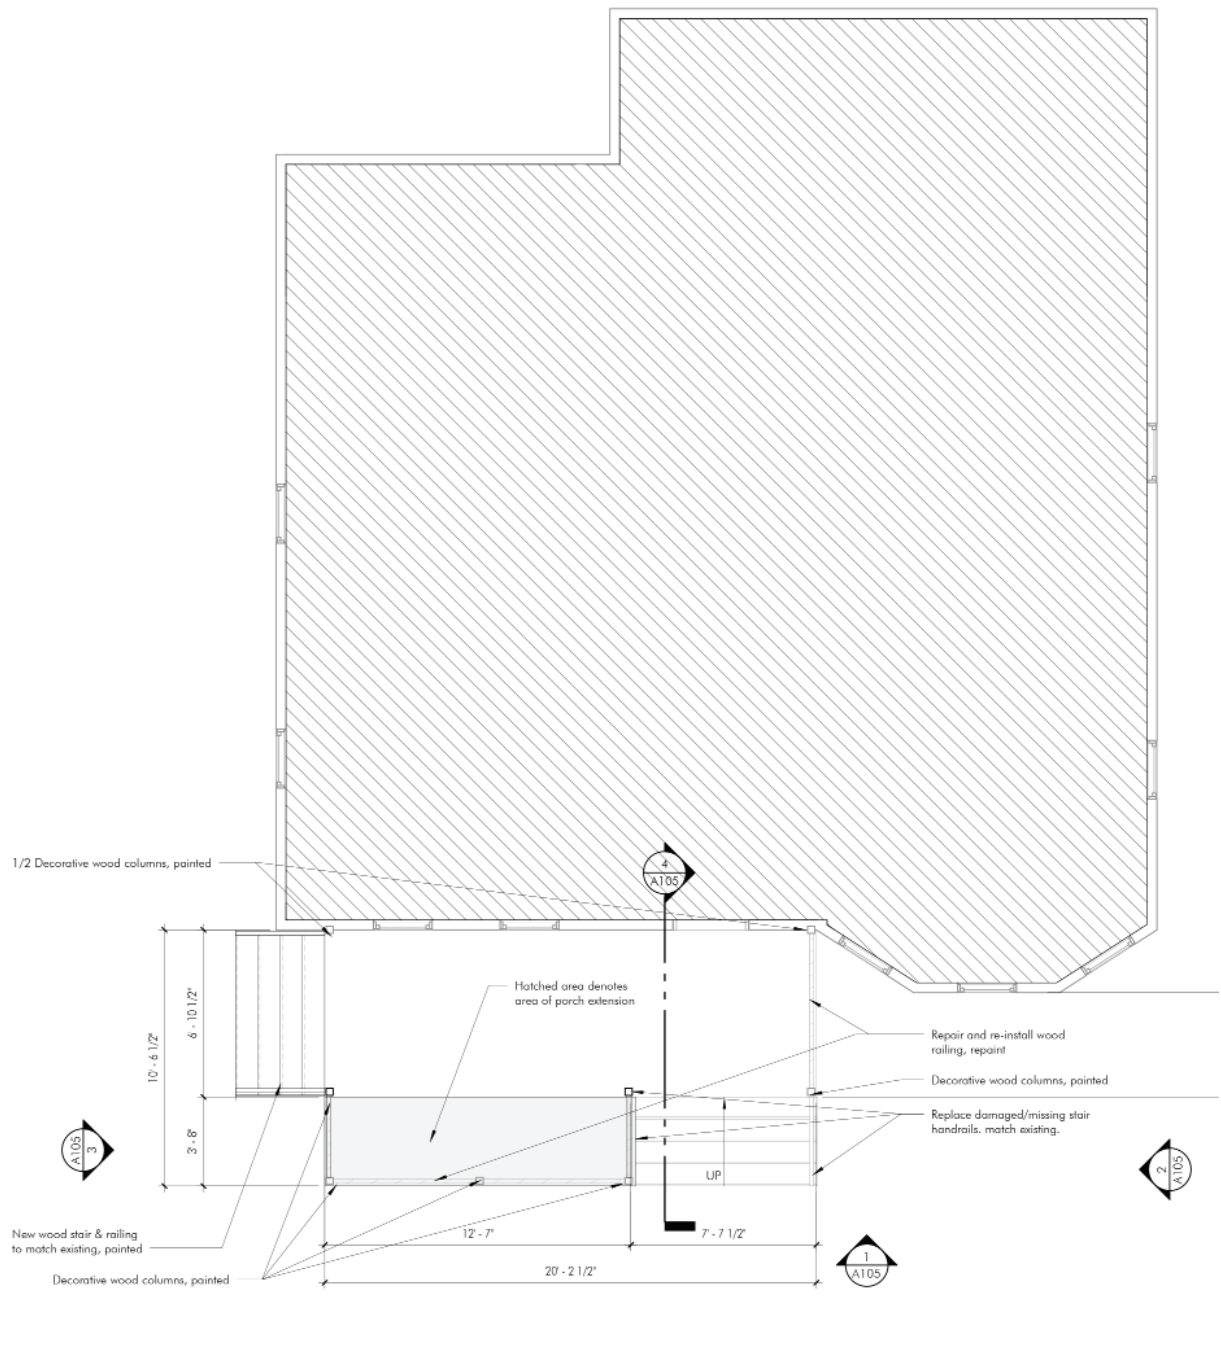 1/2 Decorative wood columns, painted
4
A105
Hatched area denotes
area of porch extension
6' - 10 1/2"
10' - 6 1/2"
3' - 8"
Repair and re-install wood
railing, repaint
Decorative wood columns, painted
Replace damaged/missing stair
handrails. match existing.
3
A105
2
A105
UP
New wood stair & railing
to match existing, painted
12' - 7"
7' - 7 1/2"
1
A105
20' - 2 1/2"
Decorative wood columns, painted